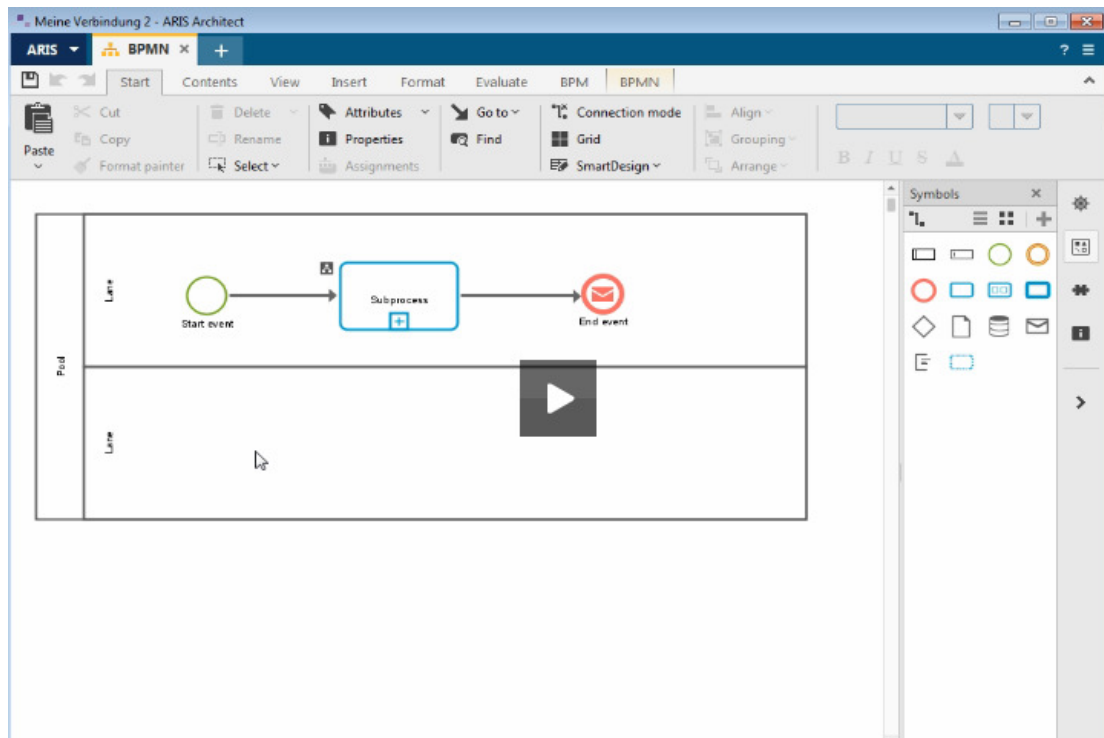 Meine Verbindung 2 - ARIS Architect
ARIS BPMN
Start Contents View Insert Format Evaluate BPM BPMN
Cut Delete Attributes Go to Connection mode Align
Paste Copy Rename Properties Find Grid Grouping
Format painter Select Assignments SmartDesign Arrange
B I U S A
Symbols
Lane
Subprocess
Start event
End event
Pool
Lane